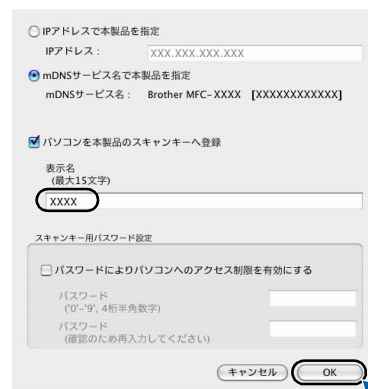 IPアドレスで本製品を指定
IPアドレス： XXX.XXX.XXX.XXX
mDNSサービス名で本製品を指定
mDNSサービス名： Brother MFC-XXXX [XXXXXXXXXXXX]
パソコンを本製品のスキャンキーへ登録
表示名
(最大15文字)
XXXX
スキャンキー用パスワード設定
パスワードによりパソコンへのアクセス制限を有効にする
パスワード
('0'-'9', 4桁半角数字)
パスワード
(確認のため再入力してください)
キャンセル OK